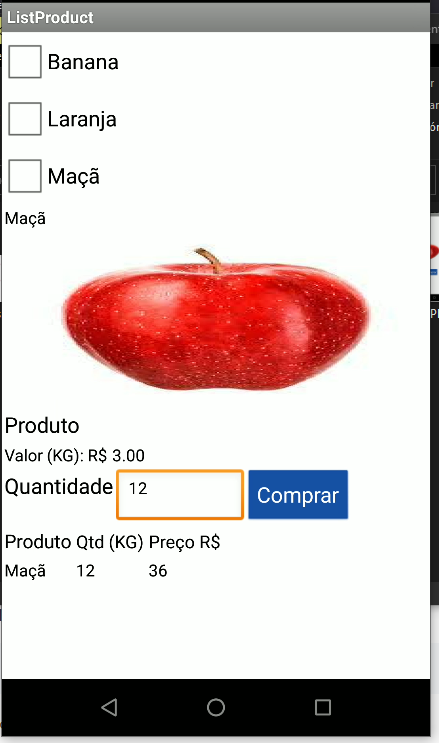 ListProduct
Banana
Laranja
Maçã
Maçã
Produto
Valor (KG): R$ 3.00
Quantidade 12 Comprar
Produto Qtd (KG) Preço R$
Maçã 12 36